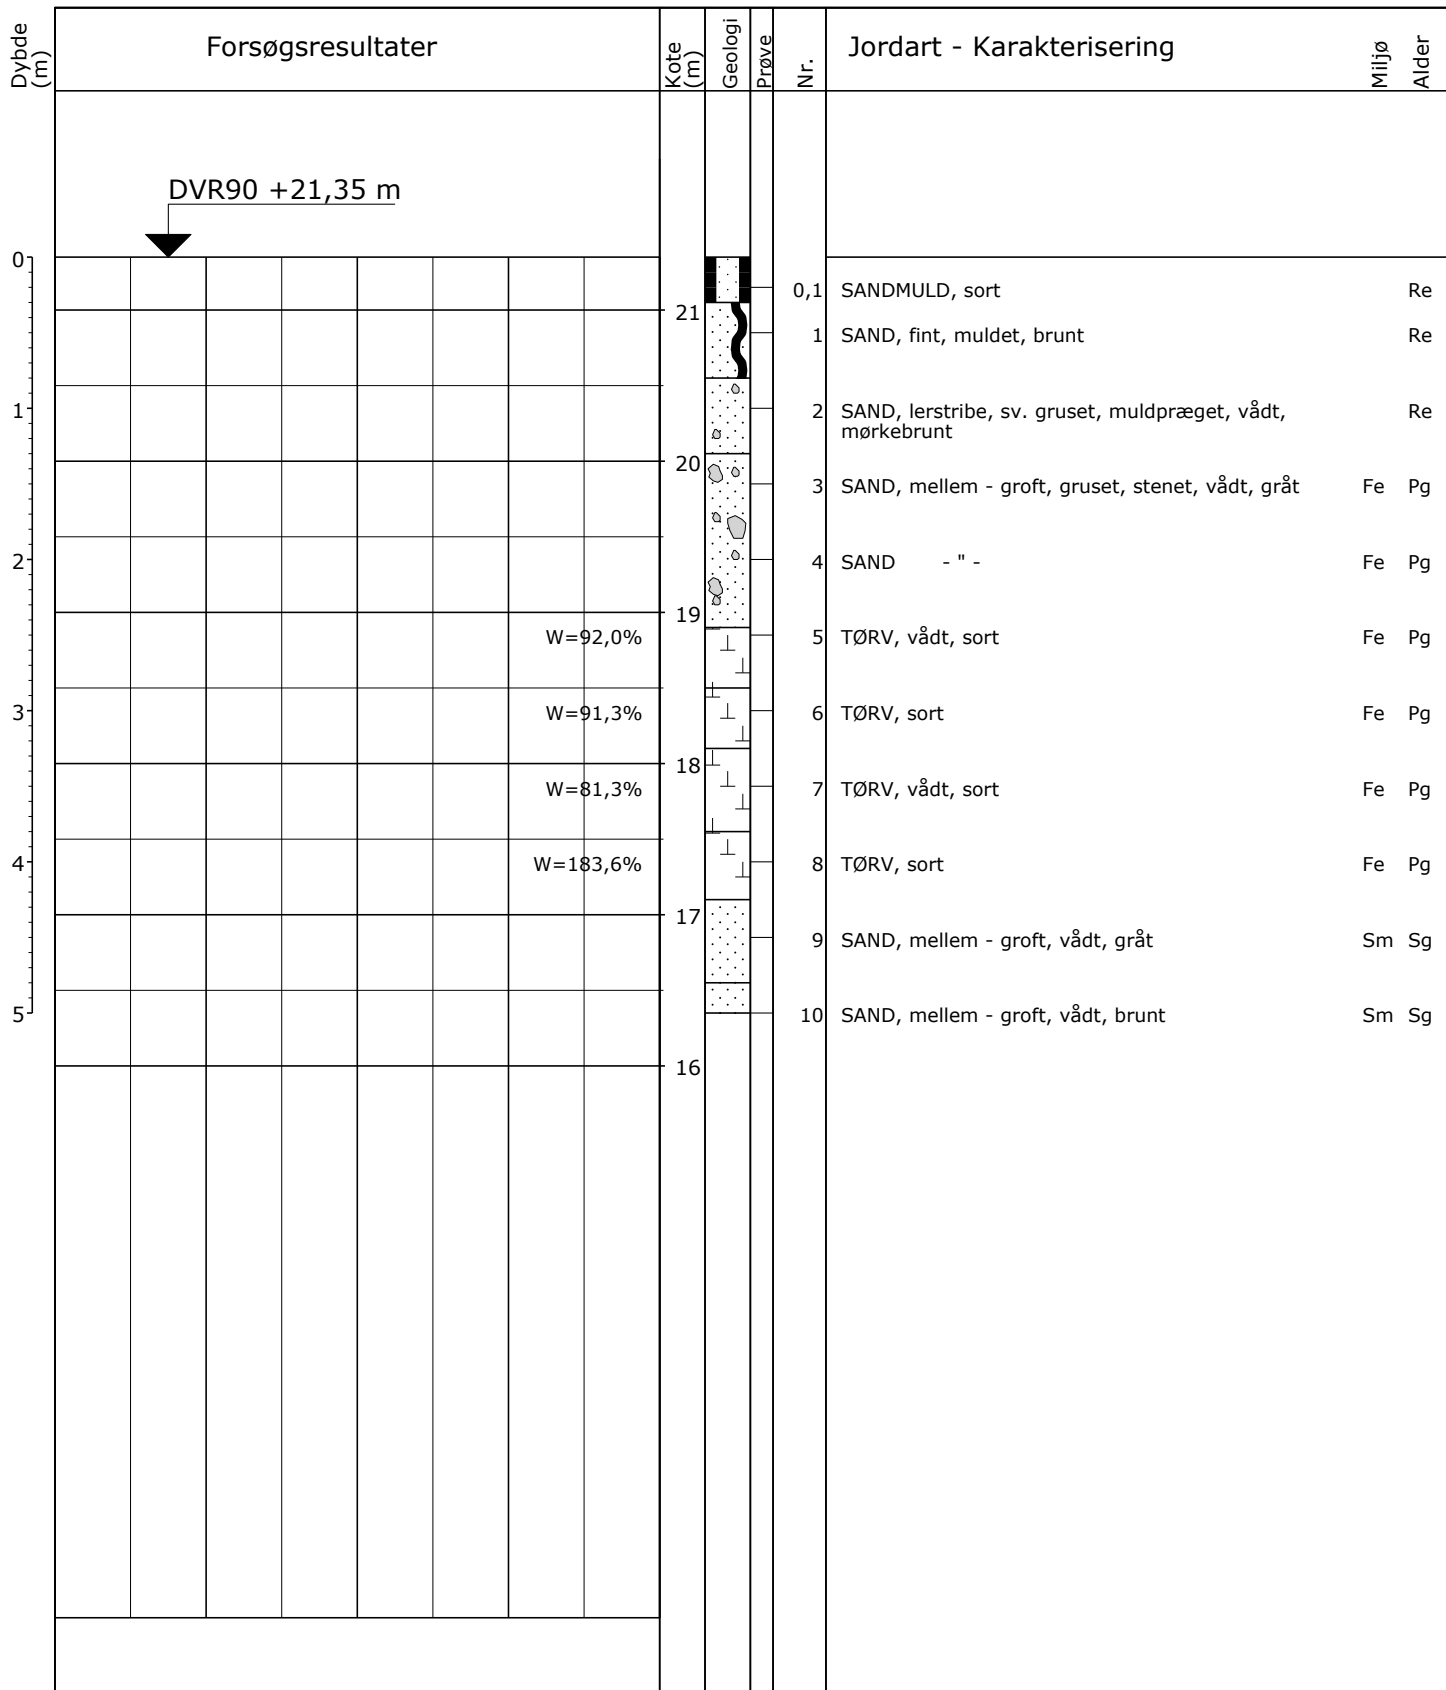 Dybde (m)
Forsøgsresultater
Kote (m)
Geologi
Prøve
Nr.
Jordart - Karakterisering
Miljø
Alder
DVR90 +21,35 m
0
0,1 SANDMULD, sort Re
21
1 SAND, fint, muldet, brunt Re
1
2 SAND, lerstribe, sv. gruset, muldpræget, vådt, Re
mørkebrunt
20
3 SAND, mellem - groft, gruset, stenet, vådt, gråt Fe Pg
2
4 SAND - " - Fe Pg
19
W=92,0% 5 TØRV, vådt, sort Fe Pg
3
W=91,3% 6 TØRV, sort Fe Pg
18
W=81,3% 7 TØRV, vådt, sort Fe Pg
4
W=183,6% 8 TØRV, sort Fe Pg
17
9 SAND, mellem - groft, vådt, gråt Sm Sg
5
10 SAND, mellem - groft, vådt, brunt Sm Sg
16